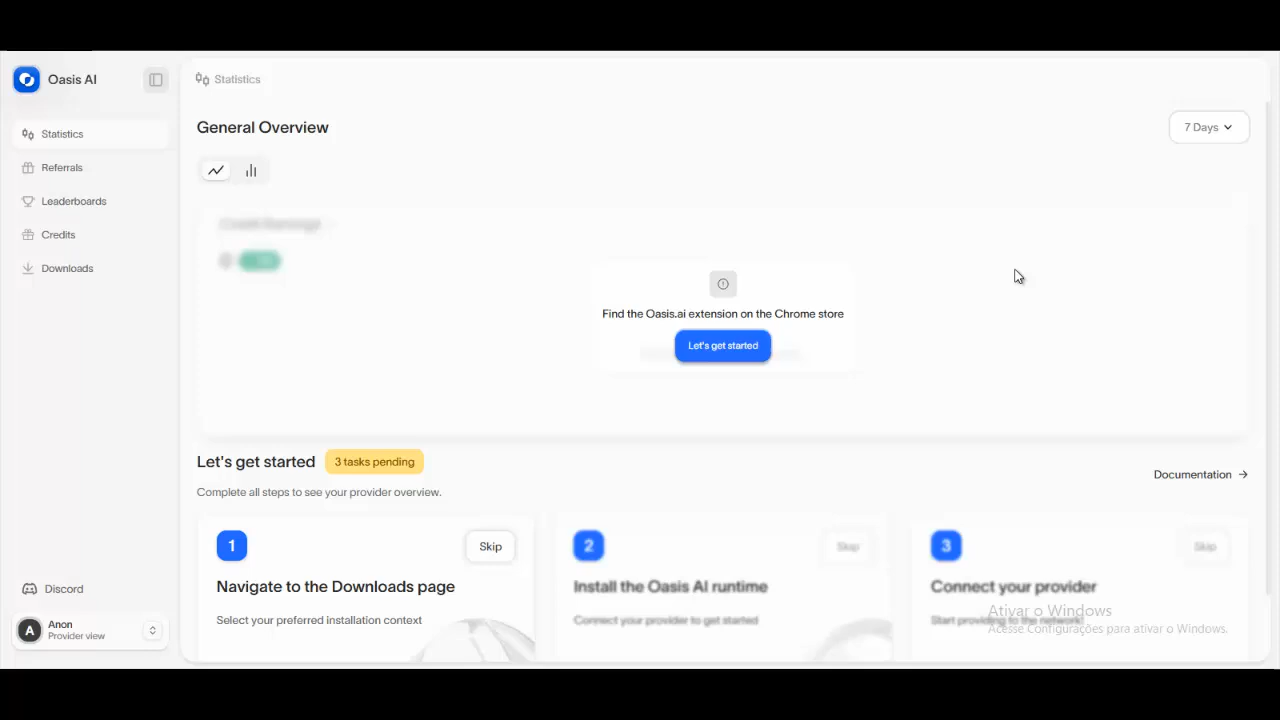 Oasis AI
Statistics
Referrals
Leaderboards
Credits
Downloads
Discord
A
Anon
Provider view
Statistics
General Overview
7 Days
Find the Oasis.ai extension on the Chrome store
Let's get started
Let's get started
3 tasks pending
Complete all steps to see your provider overview.
Documentation →
1
Skip
Navigate to the Downloads page
Select your preferred installation context
2
Skip
Install the Oasis AI runtime
Connect your provider to get started
3
Skip
Connect your provider
Start providing to the network!
Ativar o Windows
Acesse Configurações para ativar o Windows.